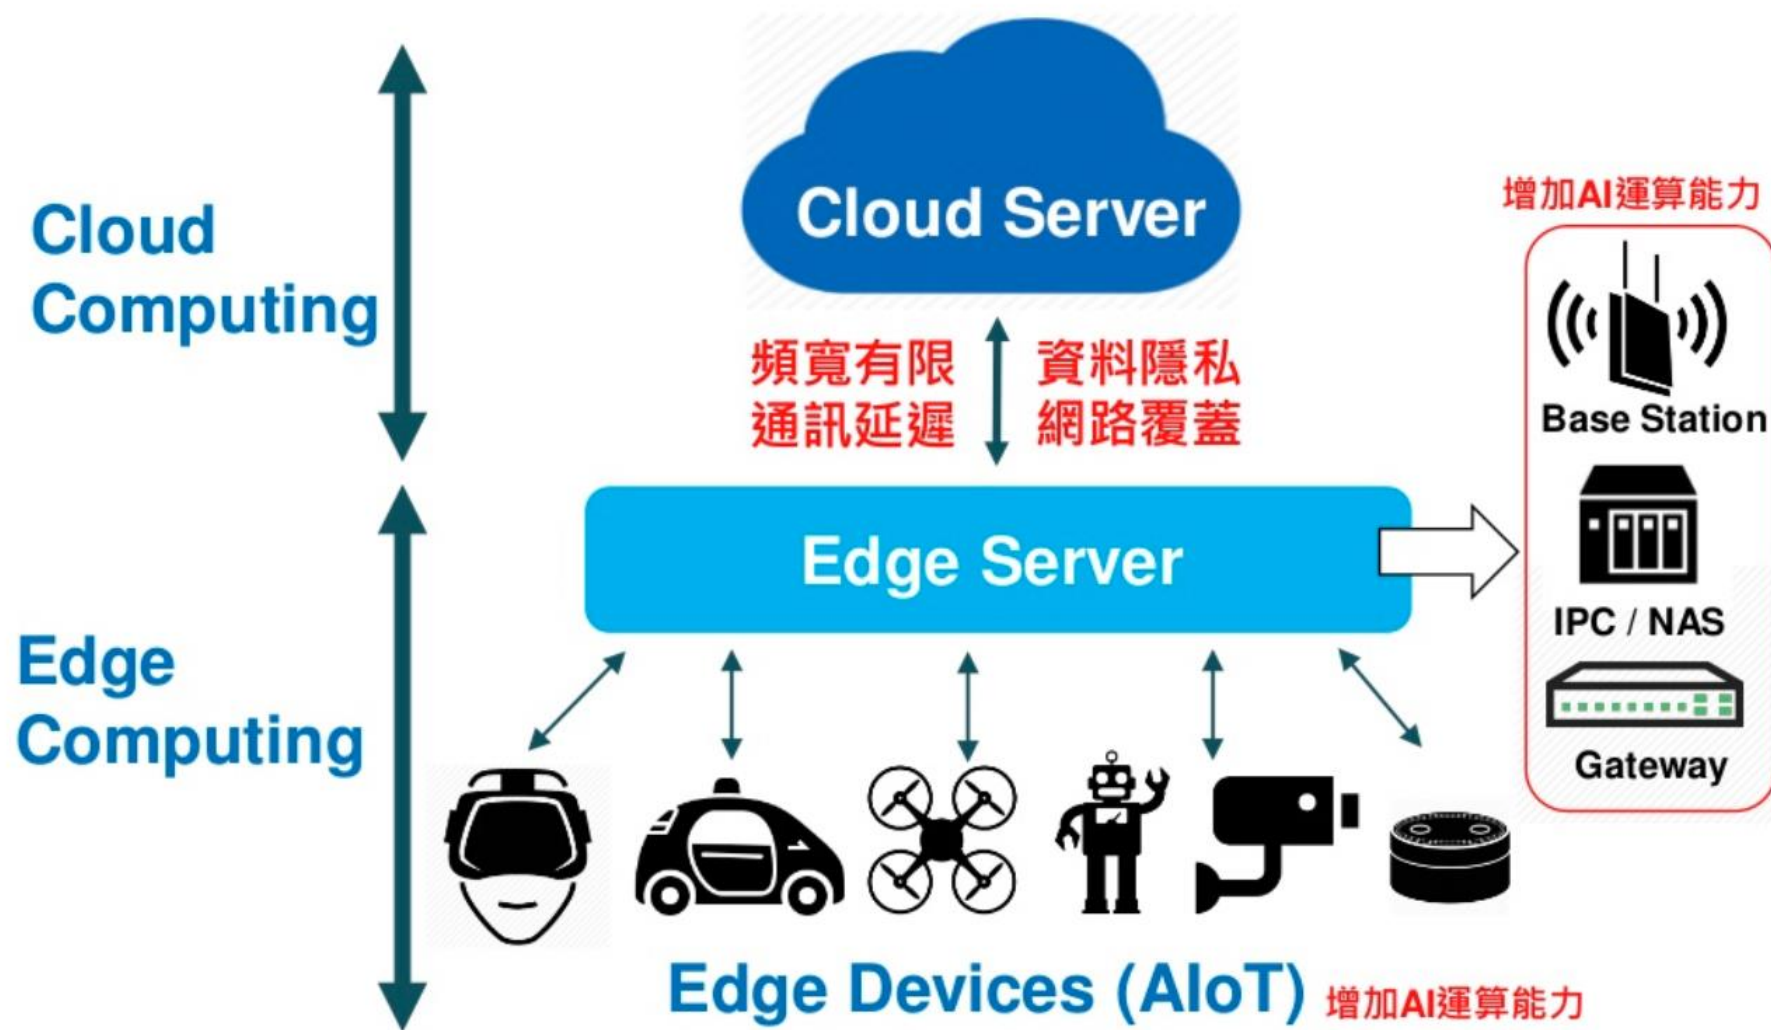 Cloud
Computing
Cloud Server
頻寬有限
通訊延遲
資料隱私
網路覆蓋
增加AI運算能力
Base Station
IPC / NAS
Gateway
Edge Server
Edge
Computing
Edge Devices (AIoT)
增加AI運算能力